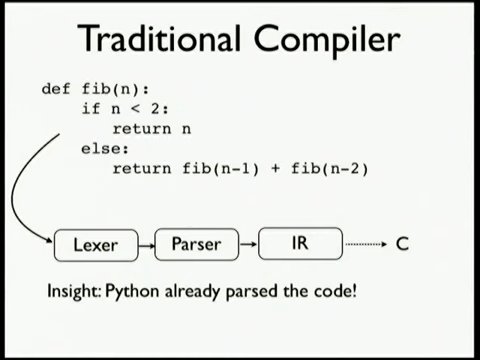 Traditional Compiler
def fib(n):
    if n < 2:
        return n
    else:
        return fib(n-1) + fib(n-2)
Lexer Parser IR C
Insight: Python already parsed the code!